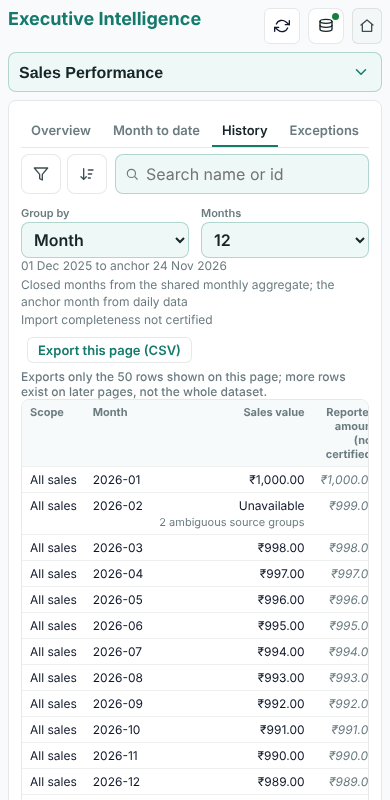 Executive Intelligence
Sales Performance
Overview Month to date History Exceptions
Search name or id
Group by Months
Month 12
01 Dec 2025 to anchor 24 Nov 2026
Closed months from the shared monthly aggregate; the
anchor month from daily data
Import completeness not certified
Export this page (CSV)
Exports only the 50 rows shown on this page; more rows
exist on later pages, not the whole dataset.
Scope Month Sales value Reporte
amour
(no
certified
All sales 2026-01 ₹1,000.00 ₹1,000.0
All sales 2026-02 Unavailable ₹999.0
2 ambiguous source groups
All sales 2026-03 ₹998.00 ₹998.0
All sales 2026-04 ₹997.00 ₹997.0
All sales 2026-05 ₹996.00 ₹996.0
All sales 2026-06 ₹995.00 ₹995.0
All sales 2026-07 ₹994.00 ₹994.0
All sales 2026-08 ₹993.00 ₹993.0
All sales 2026-09 ₹992.00 ₹992.0
All sales 2026-10 ₹991.00 ₹991.0
All sales 2026-11 ₹990.00 ₹990.0
All sales 2026-12 ₹989.00 ₹989.0